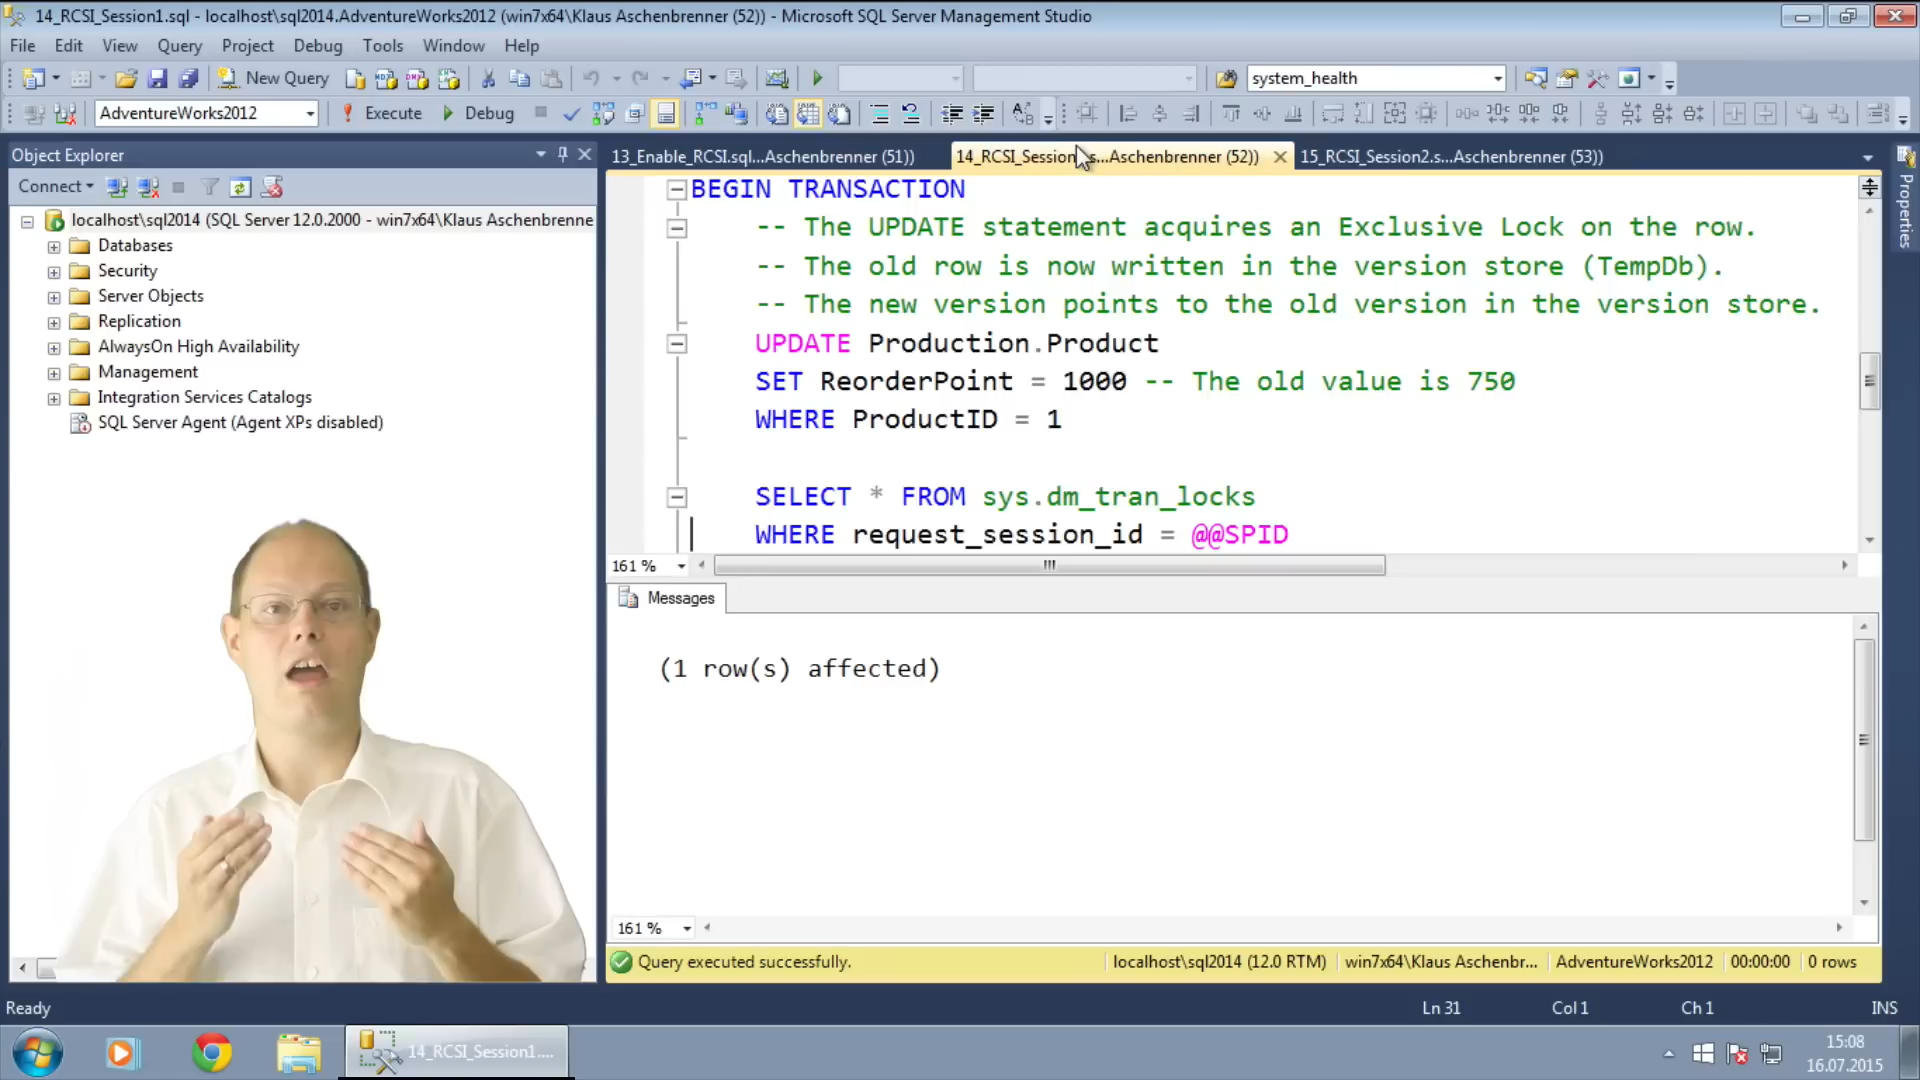 14_RCSI_Session1.sql - localhost\sql2014.AdventureWorks2012 (win7x64\Klaus Aschenbrenner (52)) - Microsoft SQL Server Management Studio
File Edit View Query Project Debug Tools Window Help
New Query
system_health
AdventureWorks2012
Execute
Debug
Object Explorer
Connect
localhost\sql2014 (SQL Server 12.0.2000 - win7x64\Klaus Aschenbrenne
Databases
Security
Server Objects
Replication
AlwaysOn High Availability
Management
Integration Services Catalogs
SQL Server Agent (Agent XPs disabled)
13_Enable_RCSI.sql...Aschenbrenner (51))
14_RCSI_Session s...Aschenbrenner (52))
15_RCSI_Session2.s...Aschenbrenner (53))
Properties
BEGIN TRANSACTION
-- The UPDATE statement acquires an Exclusive Lock on the row.
-- The old row is now written in the version store (TempDb).
-- The new version points to the old version in the version store.
UPDATE Production.Product
SET ReorderPoint = 1000 -- The old value is 750
WHERE ProductID = 1
SELECT * FROM sys.dm_tran_locks
WHERE request_session_id = @@SPID
161 %
Messages
(1 row(s) affected)
161 %
Query executed successfully.
localhost\sql2014 (12.0 RTM)
win7x64\Klaus Aschenbr...
AdventureWorks2012
00:00:00
0 rows
Ready
Ln 31
Col 1
Ch 1
INS
14_RCSI_Session1....
15:08
16.07.2015